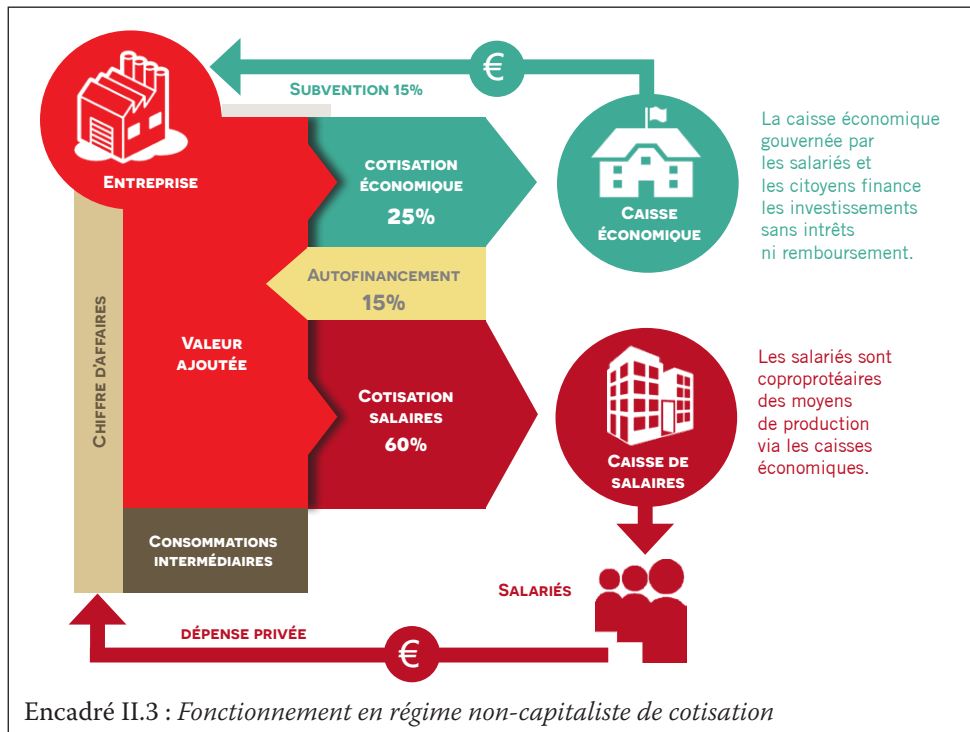 €
SUBVENTION 15%
ENTREPRISE
COTISATION
ÉCONOMIQUE
25%
CAISSE
ÉCONOMIQUE
La caisse économique
gouvernée par
les salariés et
les citoyens finance
les investissements
sans intrêts
ni remboursement.
AUTOFINANCEMENT
15%
CHIFFRE D'AFFAIRES
VALEUR
AJOUTÉE
COTISATION
SALAIRES
60%
CAISSE DE
SALAIRES
Les salariés sont
coproprotéaires
des moyens
de production
via les caisses
économiques.
CONSOMMATIONS
INTERMÉDIAIRES
SALARIÉS
DÉPENSE PRIVÉE
€
Encadré II.3 : Fonctionnement en régime non-capitaliste de cotisation